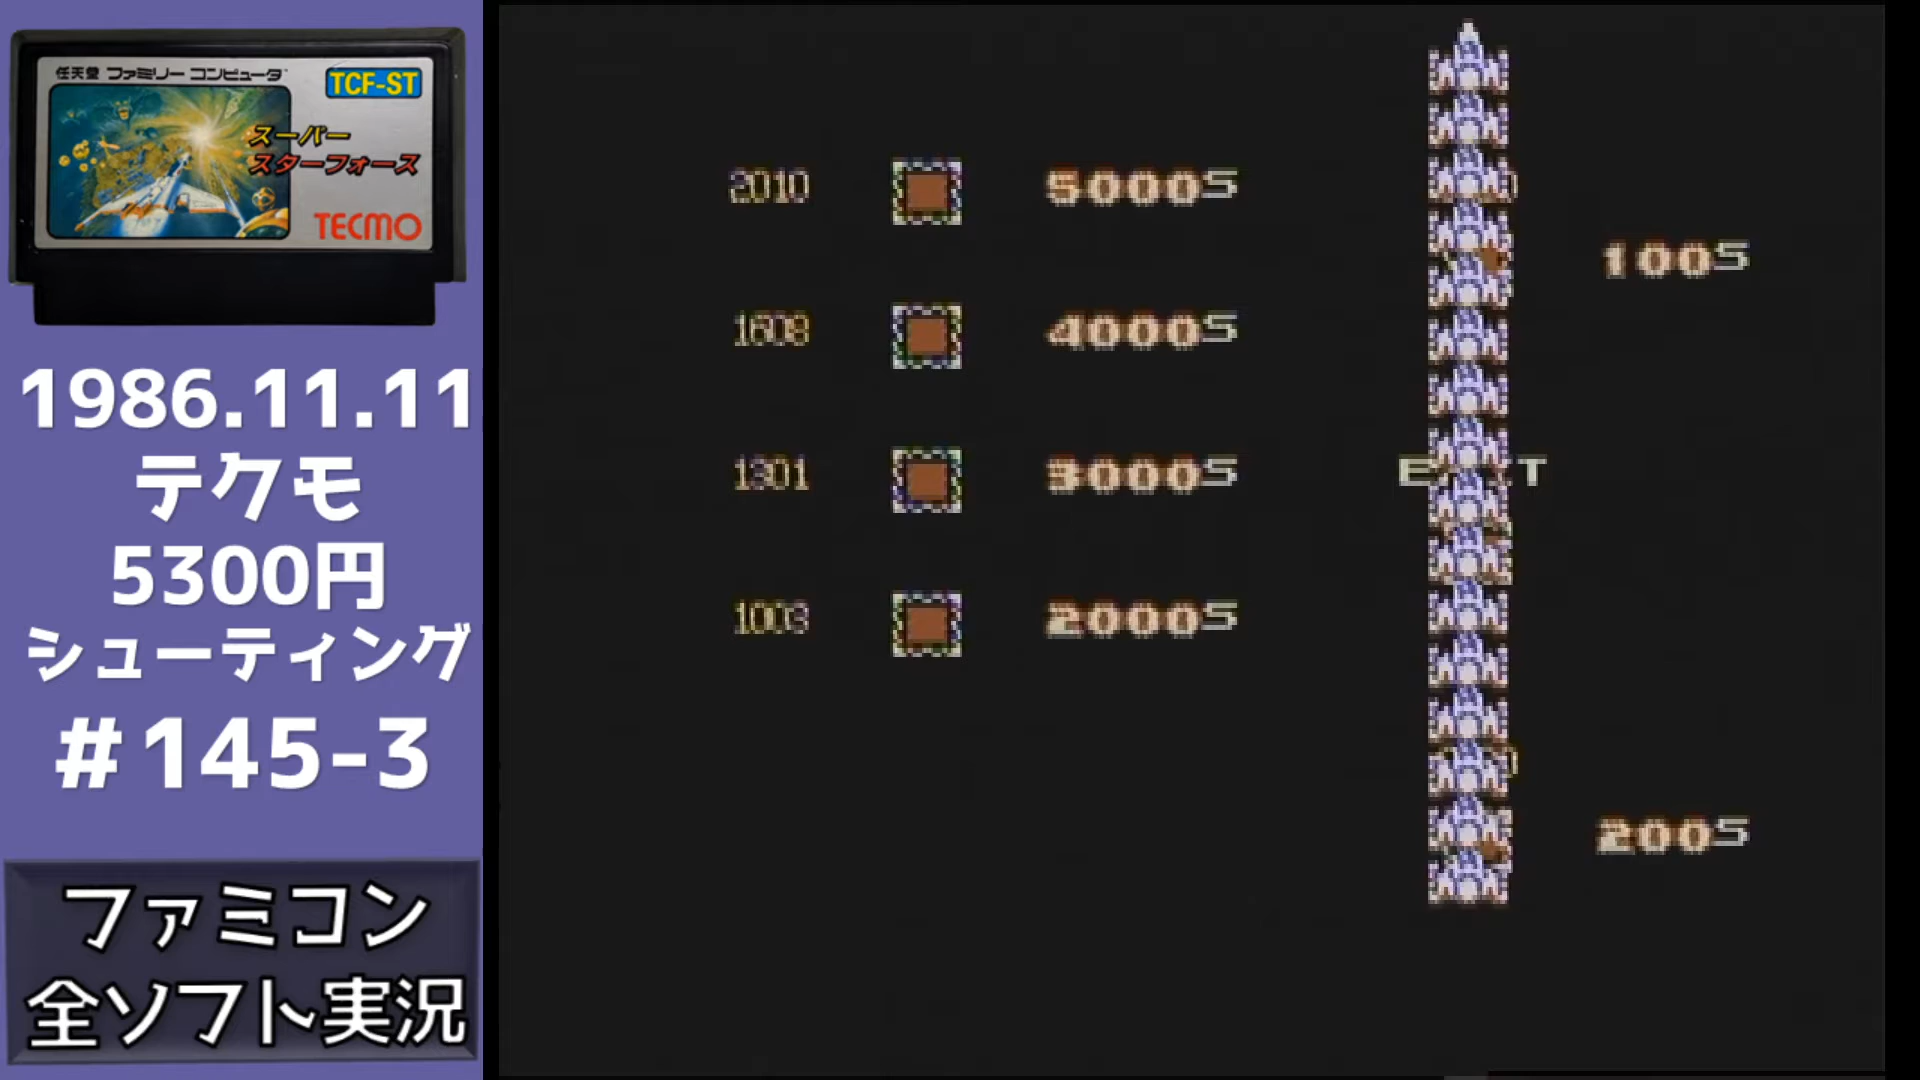 任天堂 ファミリー コンピュータ
TCF-ST
スーパー
スターフォース
TECMO
1986.11.11
テクモ
5300円
シューティング
#145-3
ファミコン
全ソフト実況
2010 5000S
100S
1608 4000S
1301 3000S
1003 2000S
200S